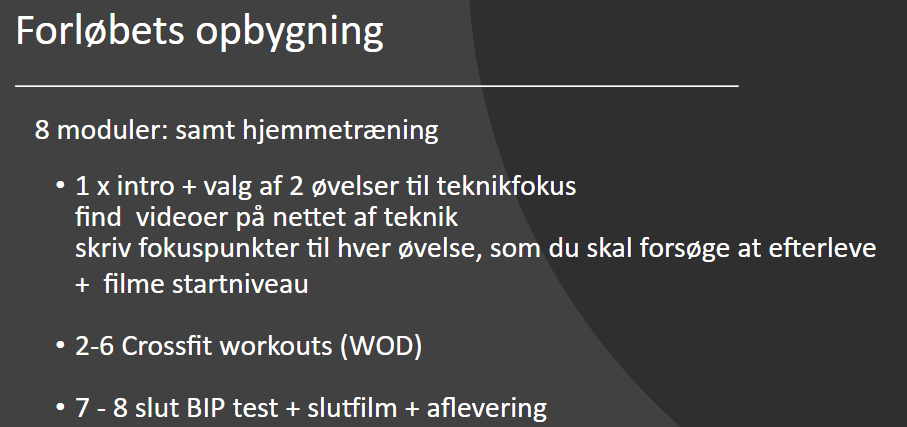 Forløbets opbygning
8 moduler: samt hjemmetræning
• 1 x intro + valg af 2 øvelser til teknikfokus
find  videoer på nettet af teknik
skriv fokuspunkter til hver øvelse, som du skal forsøge at efterleve
+  filme startniveau
• 2-6 Crossfit workouts (WOD)
• 7 - 8 slut BIP test + slutfilm + aflevering